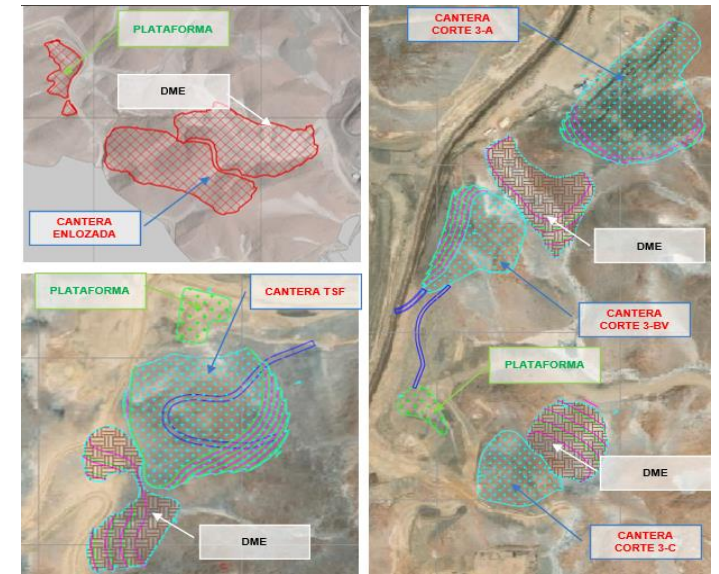 PLATAFORMA
DME
CANTERA
ENLOZADA
PLATAFORMA
CANTERA TSF
DME
CANTERA
CORTE 3-A
DME
CANTERA
CORTE 3-BV
PLATAFORMA
DME
CANTERA
CORTE 3-C